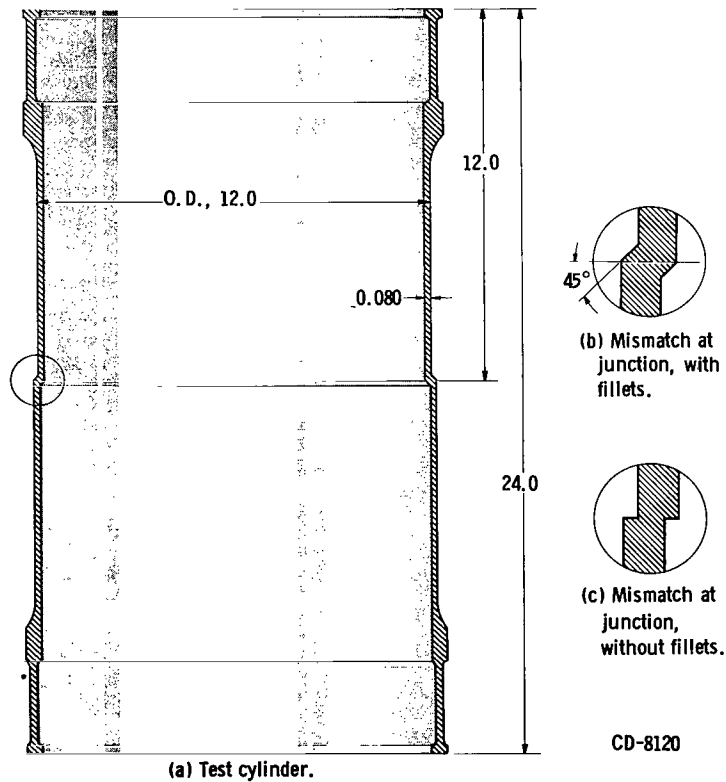 12.0
24.0
O.D., 12.0
0.080
45°
(b) Mismatch at
junction, with
fillets.
(c) Mismatch at
junction,
without fillets.
CD-8120
(a) Test cylinder.